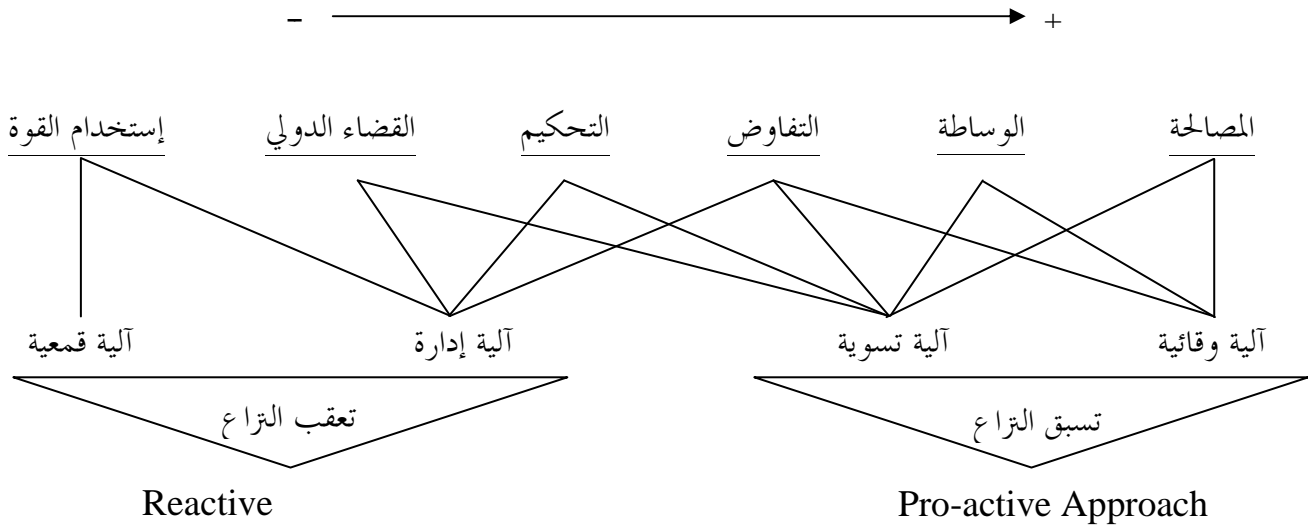 - +
المصالحة الوساطة التفاوض التحكيم القضاء الدولي إستخدام القوة
آلية وقائية آلية تسوية آلية إدارة آلية قمعية
تسبق النزاع تعقب النزاع
Reactive Pro-active Approach